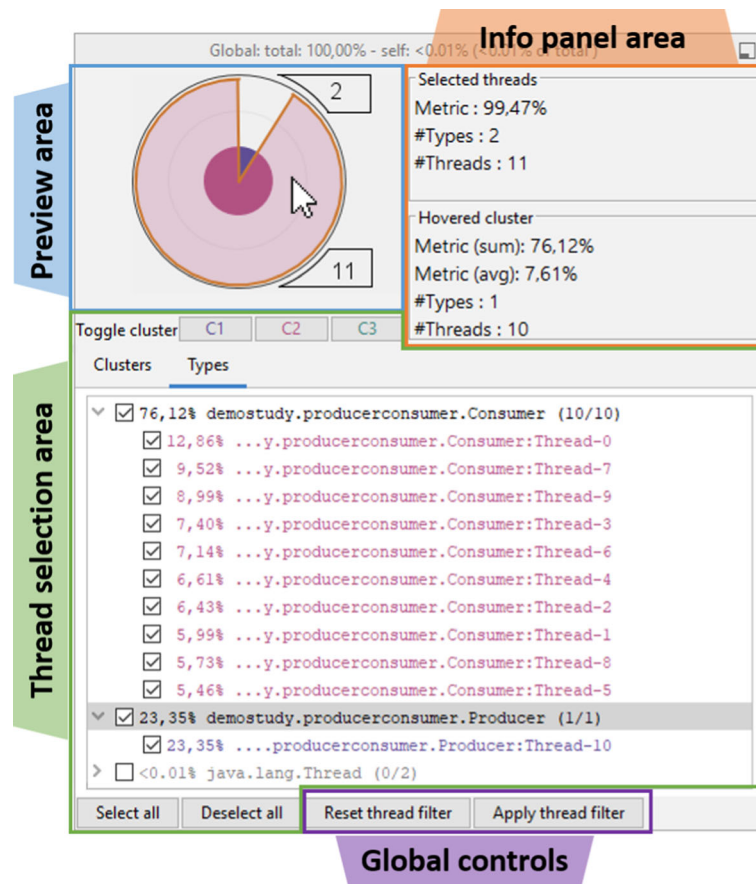 Info panel area
Global: total: 100,00% - self: <0.01% (<0.01% of total )
Preview area
2
11
Selected threads
Metric : 99,47%
#Types : 2
#Threads : 11
Hovered cluster
Metric (sum): 76,12%
Metric (avg): 7,61%
#Types : 1
#Threads : 10
Thread selection area
Toggle cluster C1 C2 C3
Clusters Types
76,12% demostudy.producerconsumer.Consumer (10/10)
12,86% ...y.producerconsumer.Consumer:Thread-0
9,52% ...y.producerconsumer.Consumer:Thread-7
8,99% ...y.producerconsumer.Consumer:Thread-9
7,40% ...y.producerconsumer.Consumer:Thread-3
7,14% ...y.producerconsumer.Consumer:Thread-6
6,61% ...y.producerconsumer.Consumer:Thread-4
6,43% ...y.producerconsumer.Consumer:Thread-2
5,99% ...y.producerconsumer.Consumer:Thread-1
5,73% ...y.producerconsumer.Consumer:Thread-8
5,46% ...y.producerconsumer.Consumer:Thread-5
23,35% demostudy.producerconsumer.Producer (1/1)
23,35% ....producerconsumer.Producer:Thread-10
<0.01% java.lang.Thread (0/2)
Select all Deselect all Reset thread filter Apply thread filter
Global controls